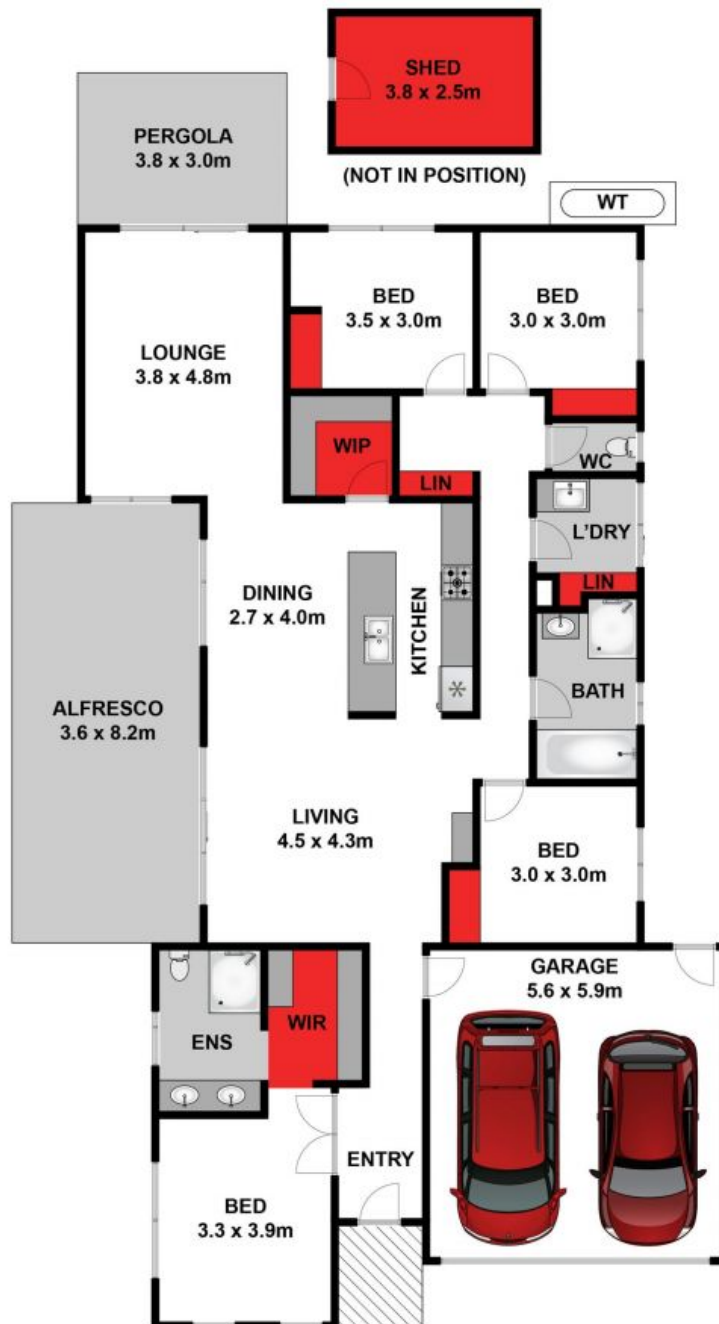 SHED
3.8 x 2.5m
(NOT IN POSITION)
PERGOLA
3.8 x 3.0m
WT
BED
3.5 x 3.0m
BED
3.0 x 3.0m
LOUNGE
3.8 x 4.8m
WIP
LIN
WC
L'DRY
LIN
DINING
2.7 x 4.0m
KITCHEN
BATH
ALFRESCO
3.6 x 8.2m
LIVING
4.5 x 4.3m
BED
3.0 x 3.0m
GARAGE
5.6 x 5.9m
ENS
WIR
ENTRY
BED
3.3 x 3.9m